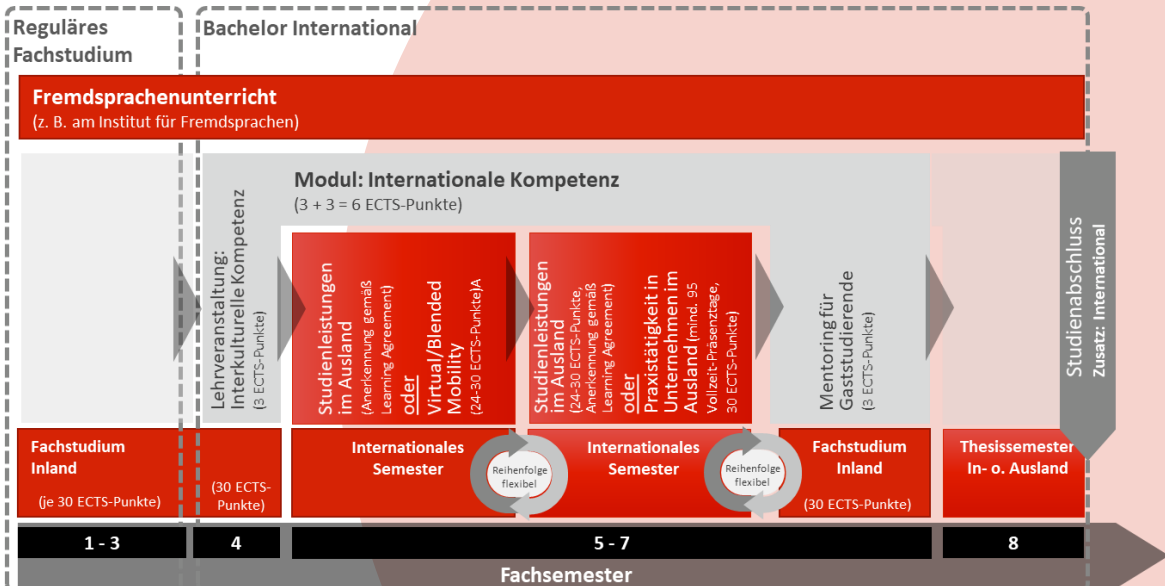 Reguläres
Fachstudium
Bachelor International
Fremdsprachenunterricht
(z. B. am Institut für Fremdsprachen)
Modul: Internationale Kompetenz
(3 + 3 = 6 ECTS-Punkte)
Lehrveranstaltung:
Interkulturelle Kompetenz
(3 ECTS-Punkte)
Studienleistungen
im Ausland
(Anerkennung gemäß
Learning Agreement)
oder
Virtual/Blended
Mobility
(24-30 ECTS-Punkte)A
Studienleistungen
im Ausland
(24-30 ECTS-Punkte,
Anerkennung gemäß
Learning Agreement)
oder
Praxistätigkeit in
Unternehmen im
Ausland (mind. 95
Vollzeit-Präsenztage,
30 ECTS-Punkte)
Mentoring für
Gaststudierende
(3 ECTS-Punkte)
Studienabschluss
Zusatz: International
Fachstudium
Inland
(je 30 ECTS-Punkte)
(30 ECTS-
Punkte)
Internationales
Semester
Reihenfolge
flexibel
Internationales
Semester
Reihenfolge
flexibel
Fachstudium
Inland
(30 ECTS-Punkte)
Thesissemester
In- o. Ausland
1 - 3
4
5 - 7
8
Fachsemester